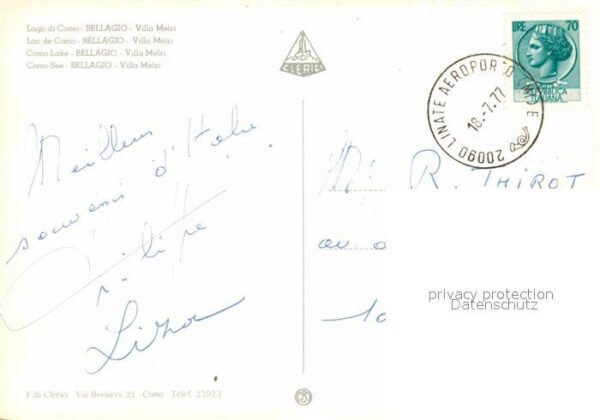 Lago di Como - BELLAGIO - Villa Melzi
Lac de Como - BELLAGIO - Villa Melzi
Como Lake - BELLAGIO - Villa Melzi
Como See - BELLAGIO - Villa Melzi
CLERICI
LIRE 70
ITALIANA
20090 LINATE AEROPORTO
18.-7.77
Meilleurs
souvenirs d'Italie
R. THIROT
av
privacy protection
Datenschutz
F.lli Clerici - Via Borsieri, 21 - Como - Telef. 23923